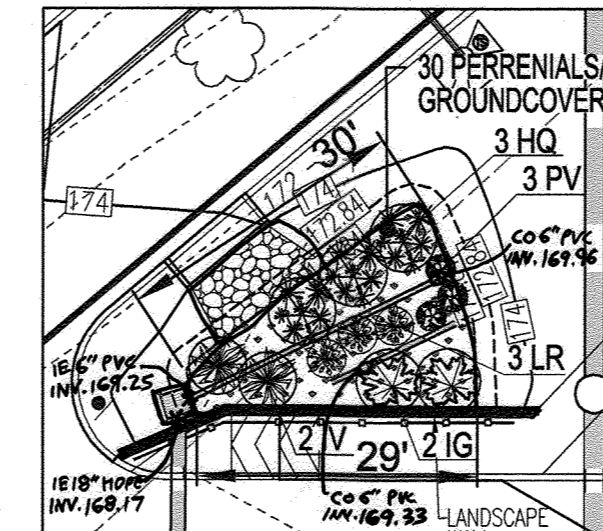 30 PERRENIALS/
GROUNDCOVER
3 HQ
3 PV
30'
174
172
174
172.84
CO 6" PVC
INV. 169.96
172.84
174
IE 6" PVC
INV. 169.25
3 LR
2 IV
29'
2 IG
IE 18" HDPE
INV. 168.17
CO 6" PVC
INV. 169.33
LANDSCAPE